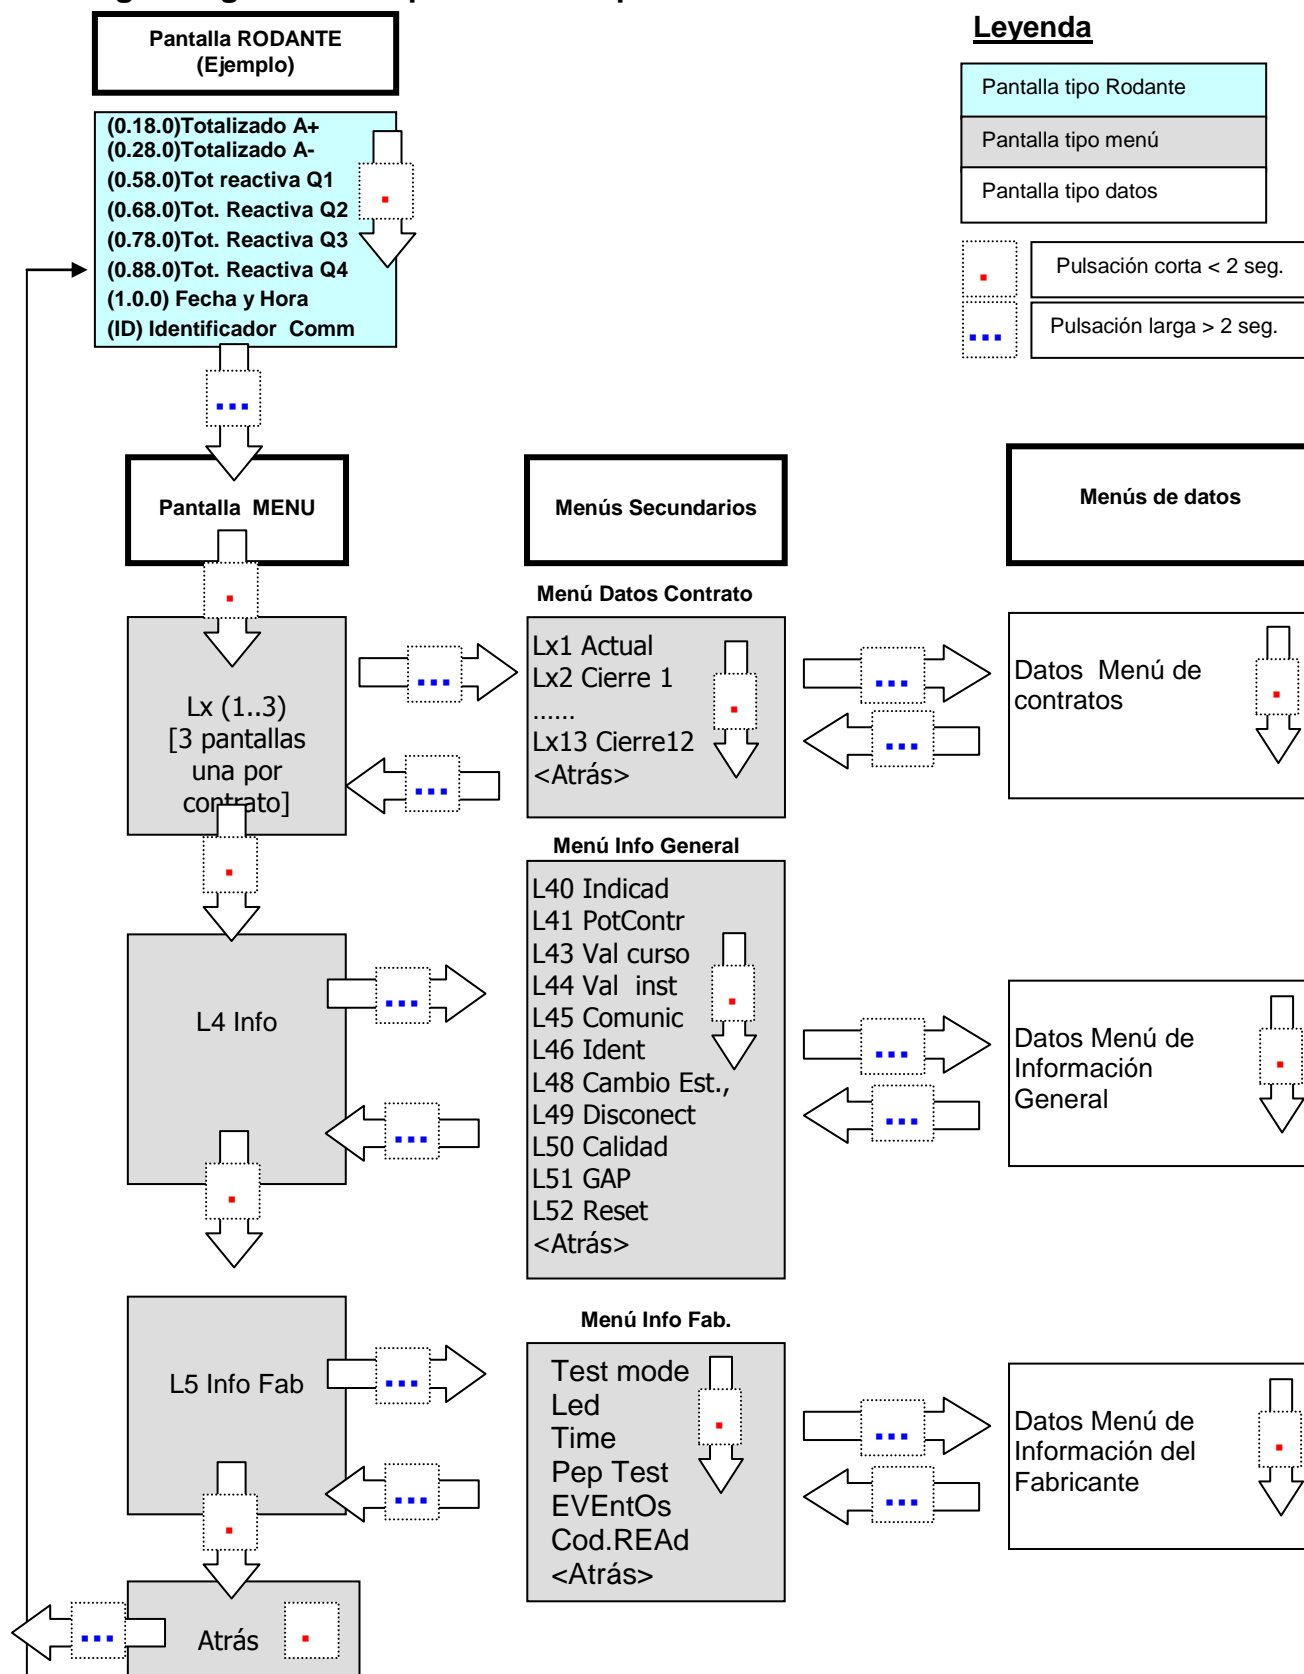 Pantalla RODANTE
(Ejemplo)
Leyenda
Pantalla tipo Rodante
Pantalla tipo menú
Pantalla tipo datos
Pulsación corta < 2 seg.
Pulsación larga > 2 seg.
(0.18.0)Totalizado A+
(0.28.0)Totalizado A-
(0.58.0)Tot reactiva Q1
(0.68.0)Tot. Reactiva Q2
(0.78.0)Tot. Reactiva Q3
(0.88.0)Tot. Reactiva Q4
(1.0.0) Fecha y Hora
(ID) Identificador Comm
Pantalla MENU
Menús Secundarios
Menús de datos
Menú Datos Contrato
Lx (1..3)
[3 pantallas
una por
contrato]
Lx1 Actual
Lx2 Cierre 1
......
Lx13 Cierre12
<Atrás>
Datos Menú de
contratos
Menú Info General
L4 Info
L40 Indicad
L41 PotContr
L43 Val curso
L44 Val inst
L45 Comunic
L46 Ident
L48 Cambio Est.,
L49 Disconect
L50 Calidad
L51 GAP
L52 Reset
<Atrás>
Datos Menú de
Información
General
Menú Info Fab.
L5 Info Fab
Test mode
Led
Time
Pep Test
EVEntOs
Cod.REAd
<Atrás>
Datos Menú de
Información del
Fabricante
Atrás